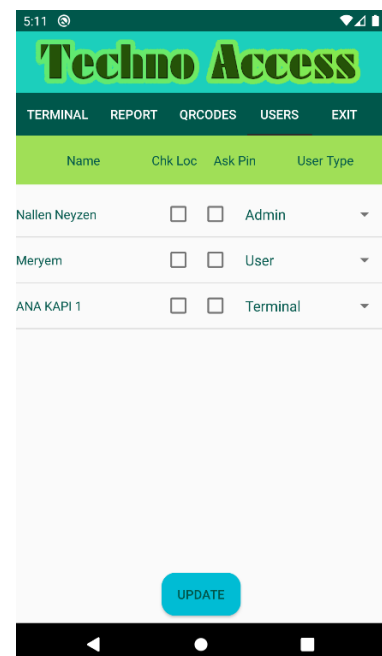 5:11
Techno Access
TERMINAL REPORT QRCODES USERS EXIT
Name Chk Loc Ask Pin User Type
Nallen Neyzen Admin
Meryem User
ANA KAPI 1 Terminal
UPDATE